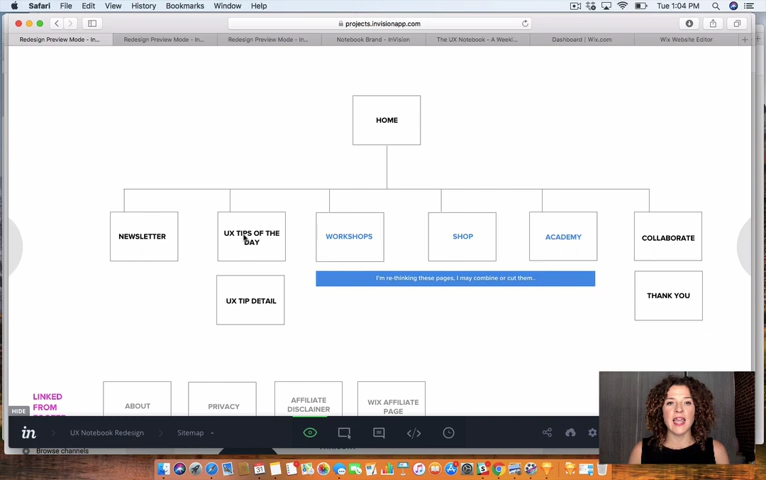 Safari File Edit View History Bookmarks Window Help
Tue 1:04 PM
projects.invisionapp.com
Redesign Preview Mode - In...
Redesign Preview Mode - In...
Redesign Preview Mode - In...
Notebook Brand - InVision
The UX Notebook - A Weekl...
Dashboard | Wix.com
Wix Website Editor
HOME
NEWSLETTER
UX TIPS OF THE
DAY
WORKSHOPS
SHOP
ACADEMY
COLLABORATE
I'm re-thinking these pages, I may combine or cut them..
UX TIP DETAIL
THANK YOU
LINKED
FROM
ABOUT
PRIVACY
AFFILIATE
DISCLAINER
WIX AFFILIATE
PAGE
HIDE
in
UX Notebook Redesign
Sitemap
Browse channels